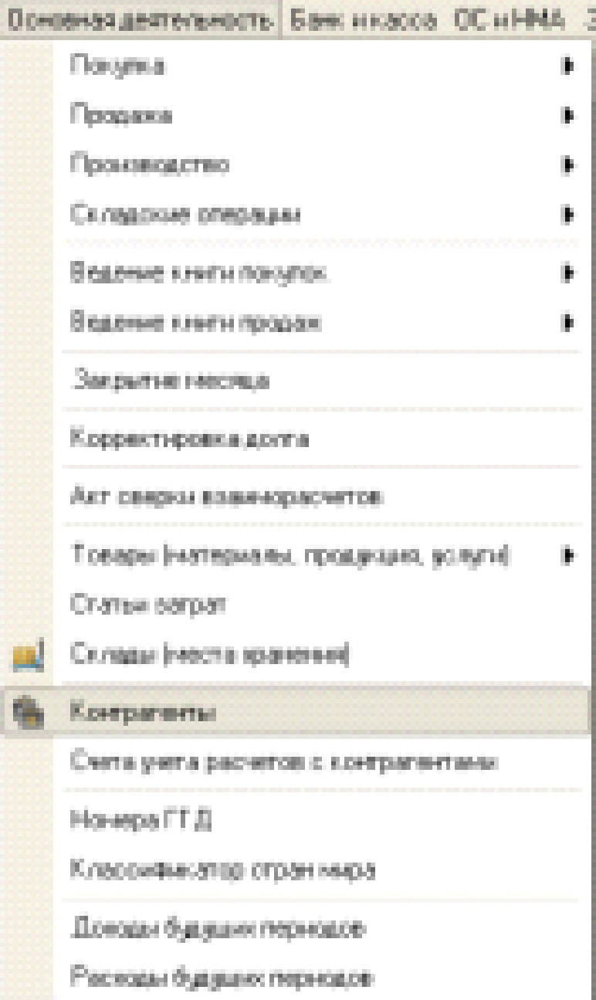 Основная деятельность Банк и касса ОС и НМА
Покупка
Продажа
Производство
Складские операции
Ведение книги покупок
Ведение книги продаж
Закрытие месяца
Корректировка долга
Акт сверки взаиморасчетов
Товары (материалы, продукция, услуги)
Статьи затрат
Склады (места хранения)
Контрагенты
Счета учета расчетов с контрагентами
Номера ГТД
Классификатор стран мира
Доходы будущих периодов
Расходы будущих периодов